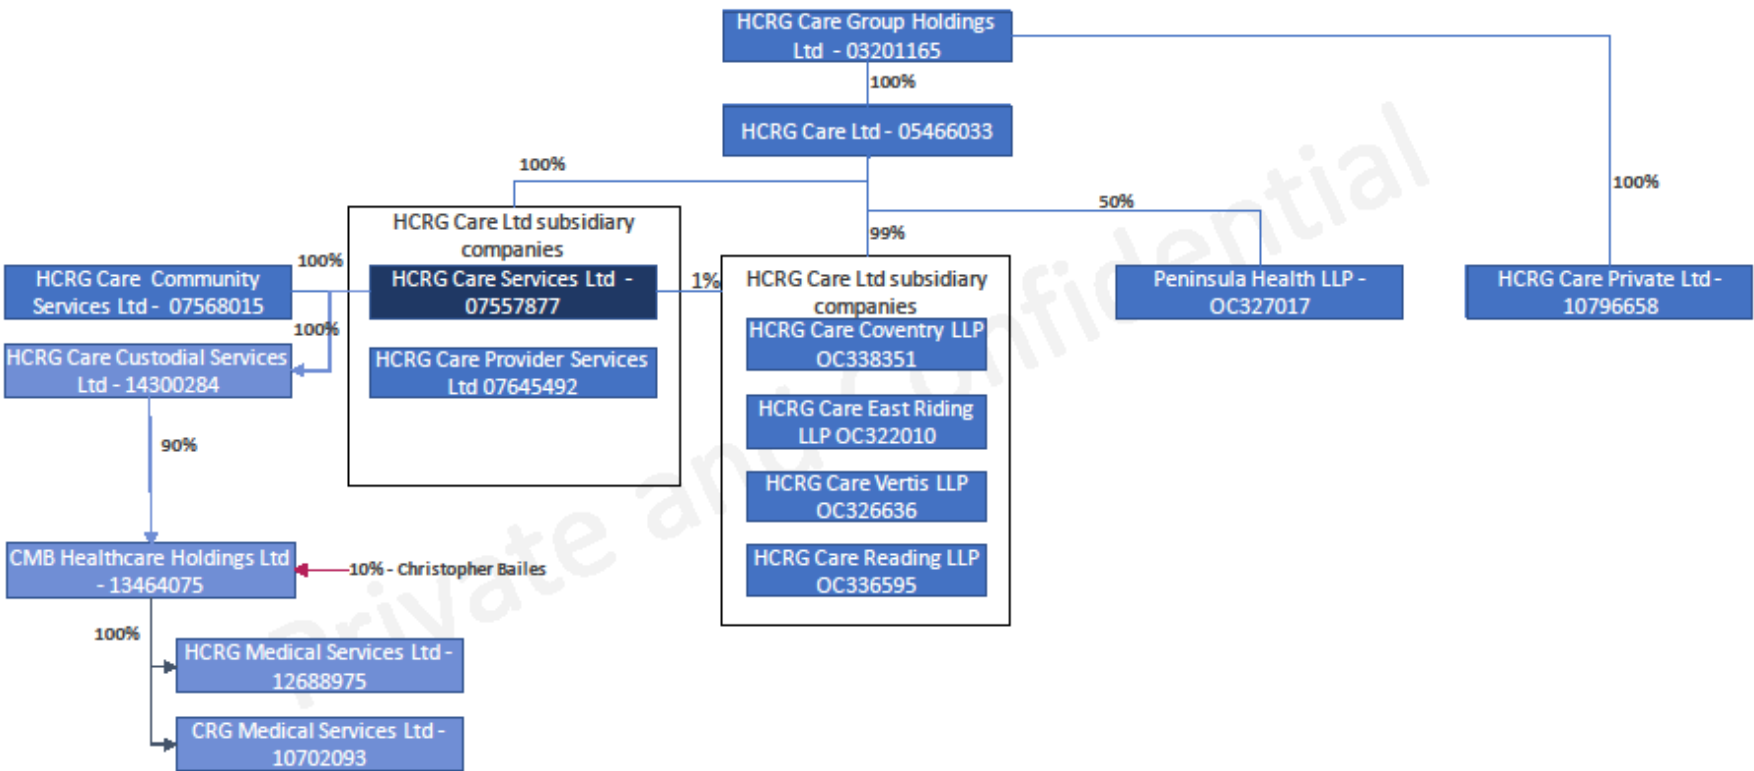 HCRG Care Group Holdings
Ltd - 03201165
100%
HCRG Care Ltd - 05466033
100%
50%
100%
99%
HCRG Care Ltd subsidiary
companies
100%
HCRG Care Community
Services Ltd - 07568015
HCRG Care Services Ltd -
07557877
1%
HCRG Care Ltd subsidiary
companies
Peninsula Health LLP -
OC327017
HCRG Care Private Ltd -
10796658
100%
HCRG Care Custodial Services
Ltd - 14300284
HCRG Care Provider Services
Ltd 07645492
HCRG Care Coventry LLP
OC338351
HCRG Care East Riding
LLP OC322010
90%
HCRG Care Vertis LLP
OC326636
HCRG Care Reading LLP
OC336595
CMB Healthcare Holdings Ltd
- 13464075
10% - Christopher Bailes
100%
HCRG Medical Services Ltd -
12688975
CRG Medical Services Ltd -
10702093
Private and Confidential